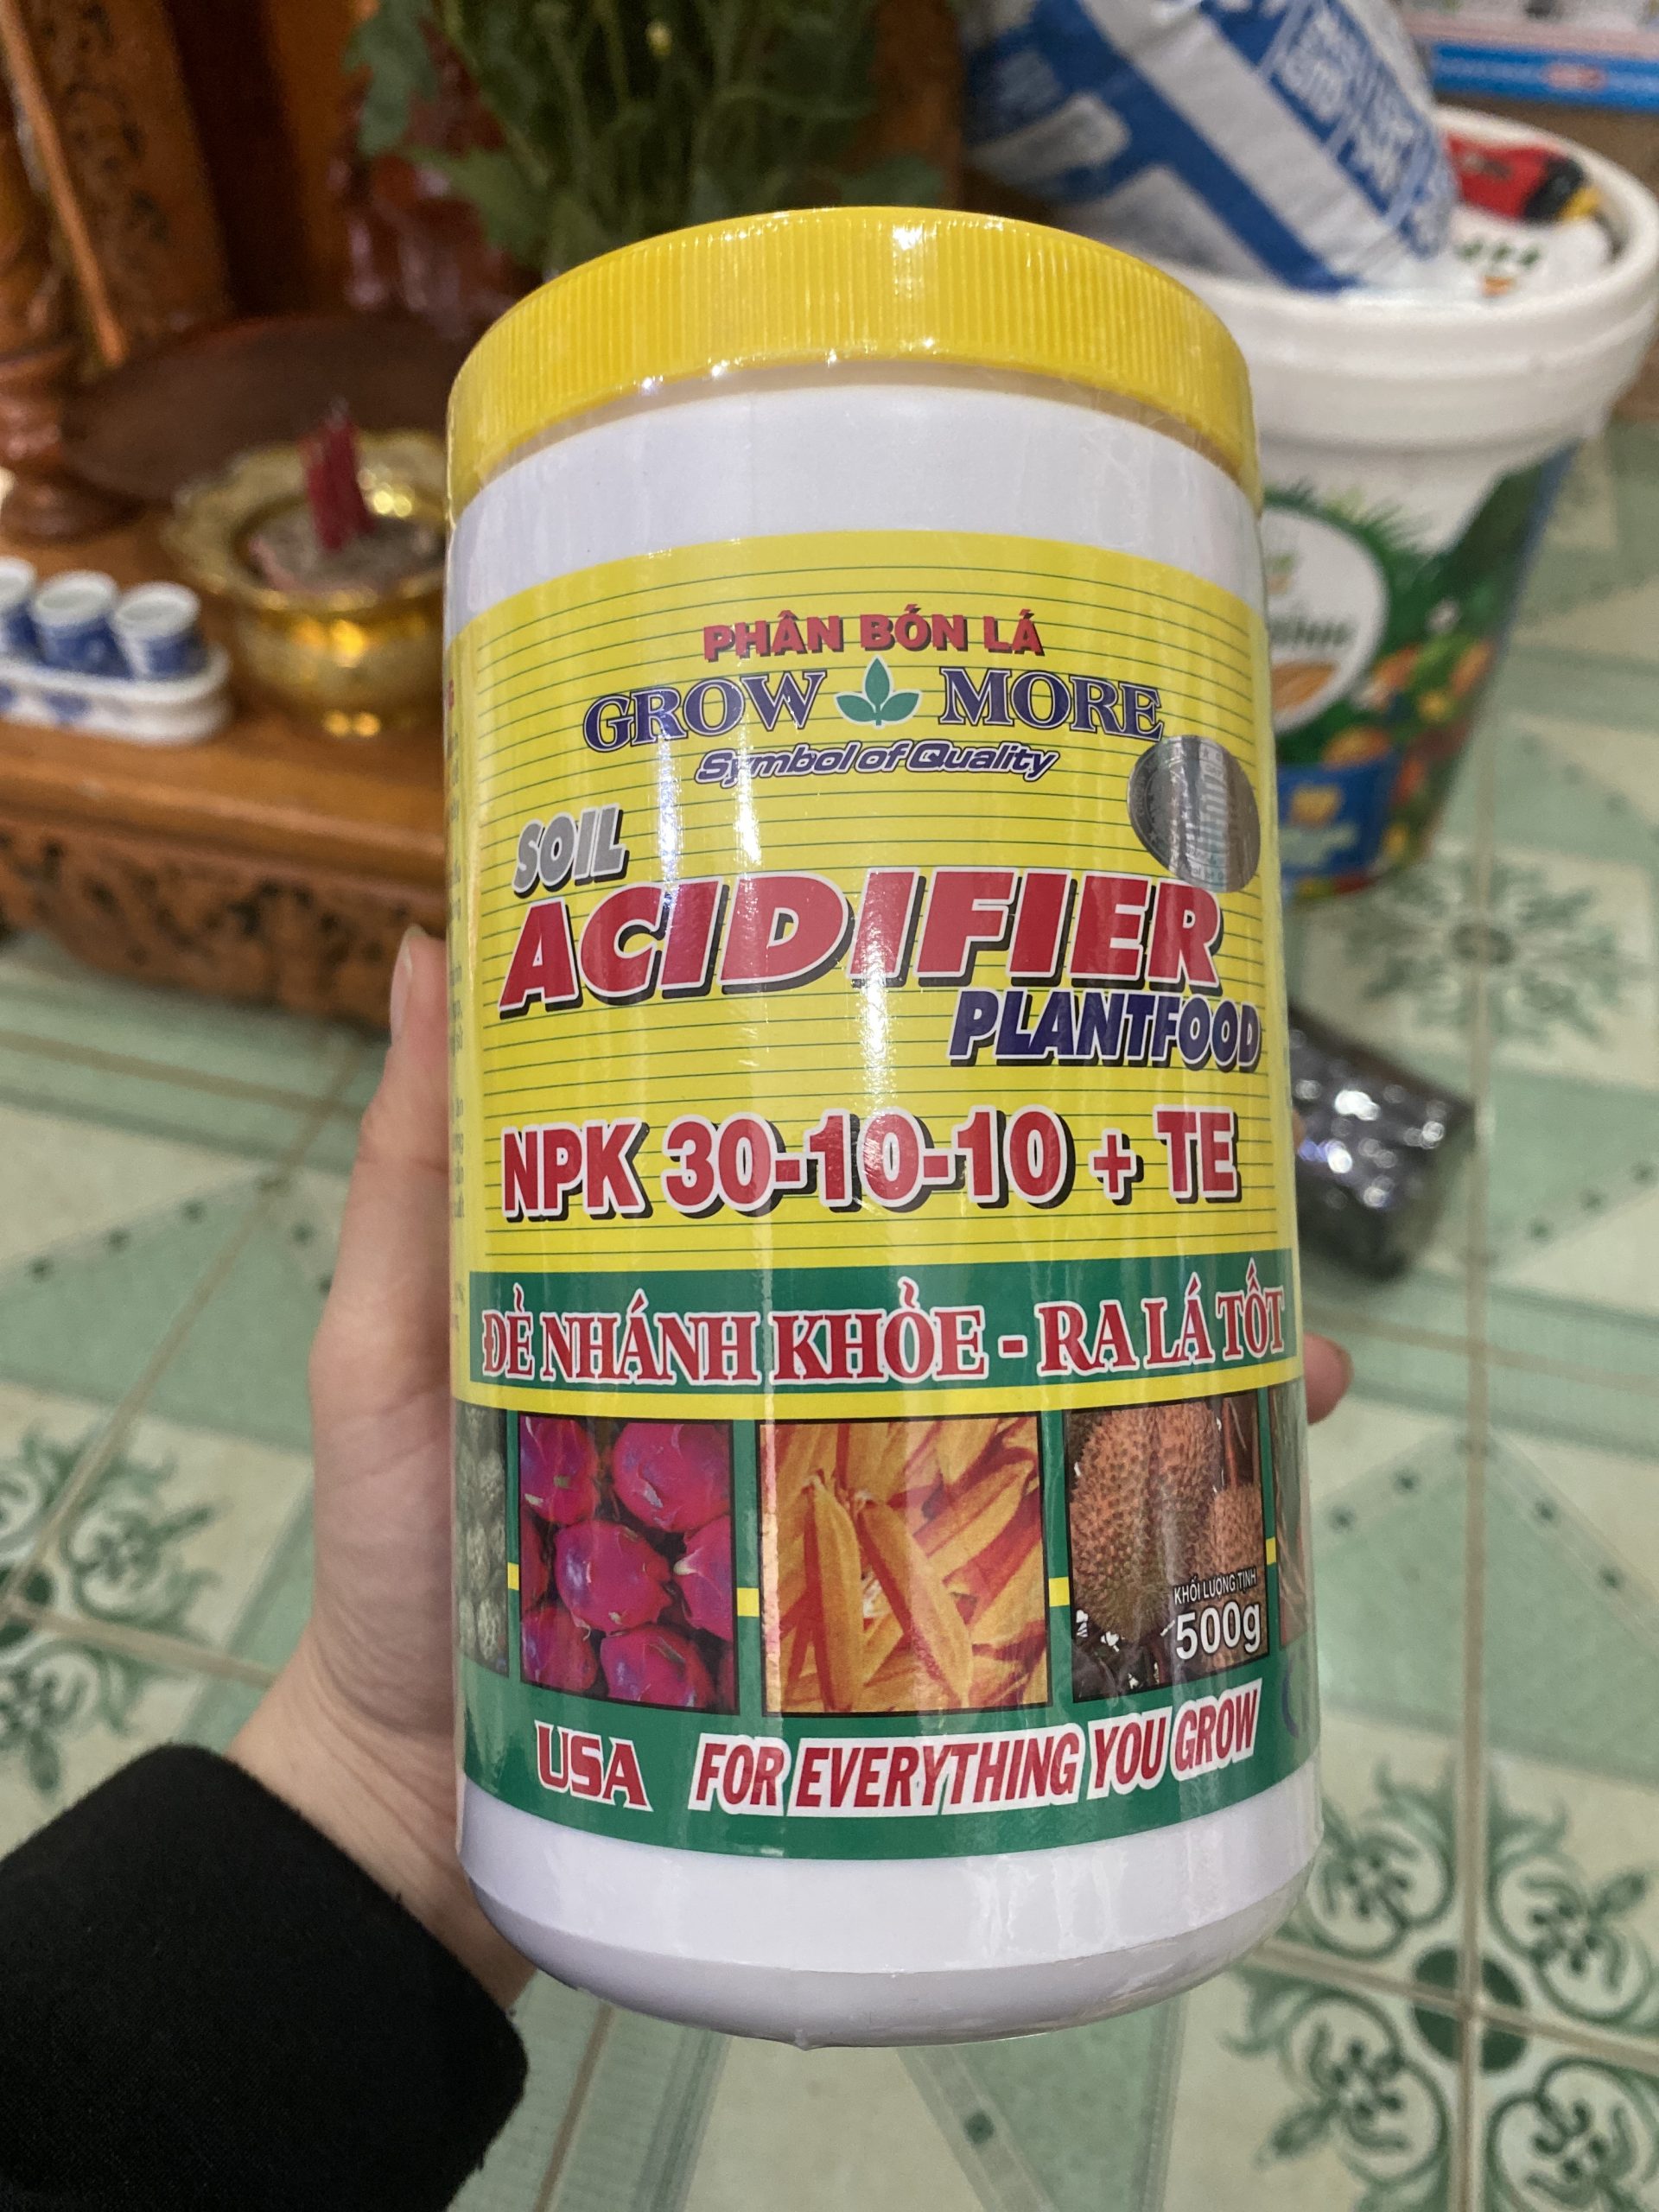 PHÂN BÓN LÁ
GROW MORE
Symbol of Quality
SOIL
ACIDIFIER
PLANTFOOD
NPK 30-10-10 + TE
ĐẺ NHÁNH KHỎE - RA LÁ TỐT
KHỐI LƯỢNG TỊNH
500g
USA FOR EVERYTHING YOU GROW